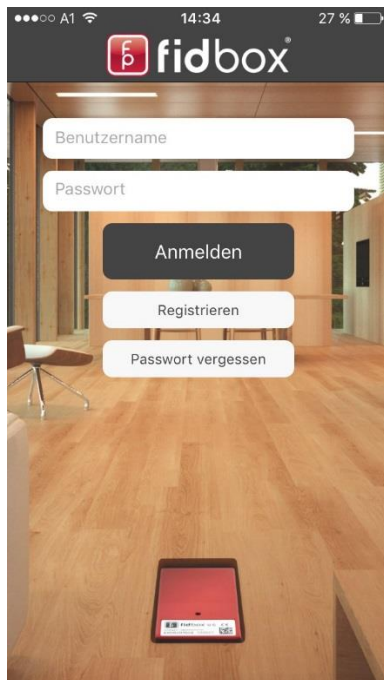 A1 14:34 27 %
fidbox®
Benutzername
Passwort
Anmelden
Registrieren
Passwort vergessen
fidbox